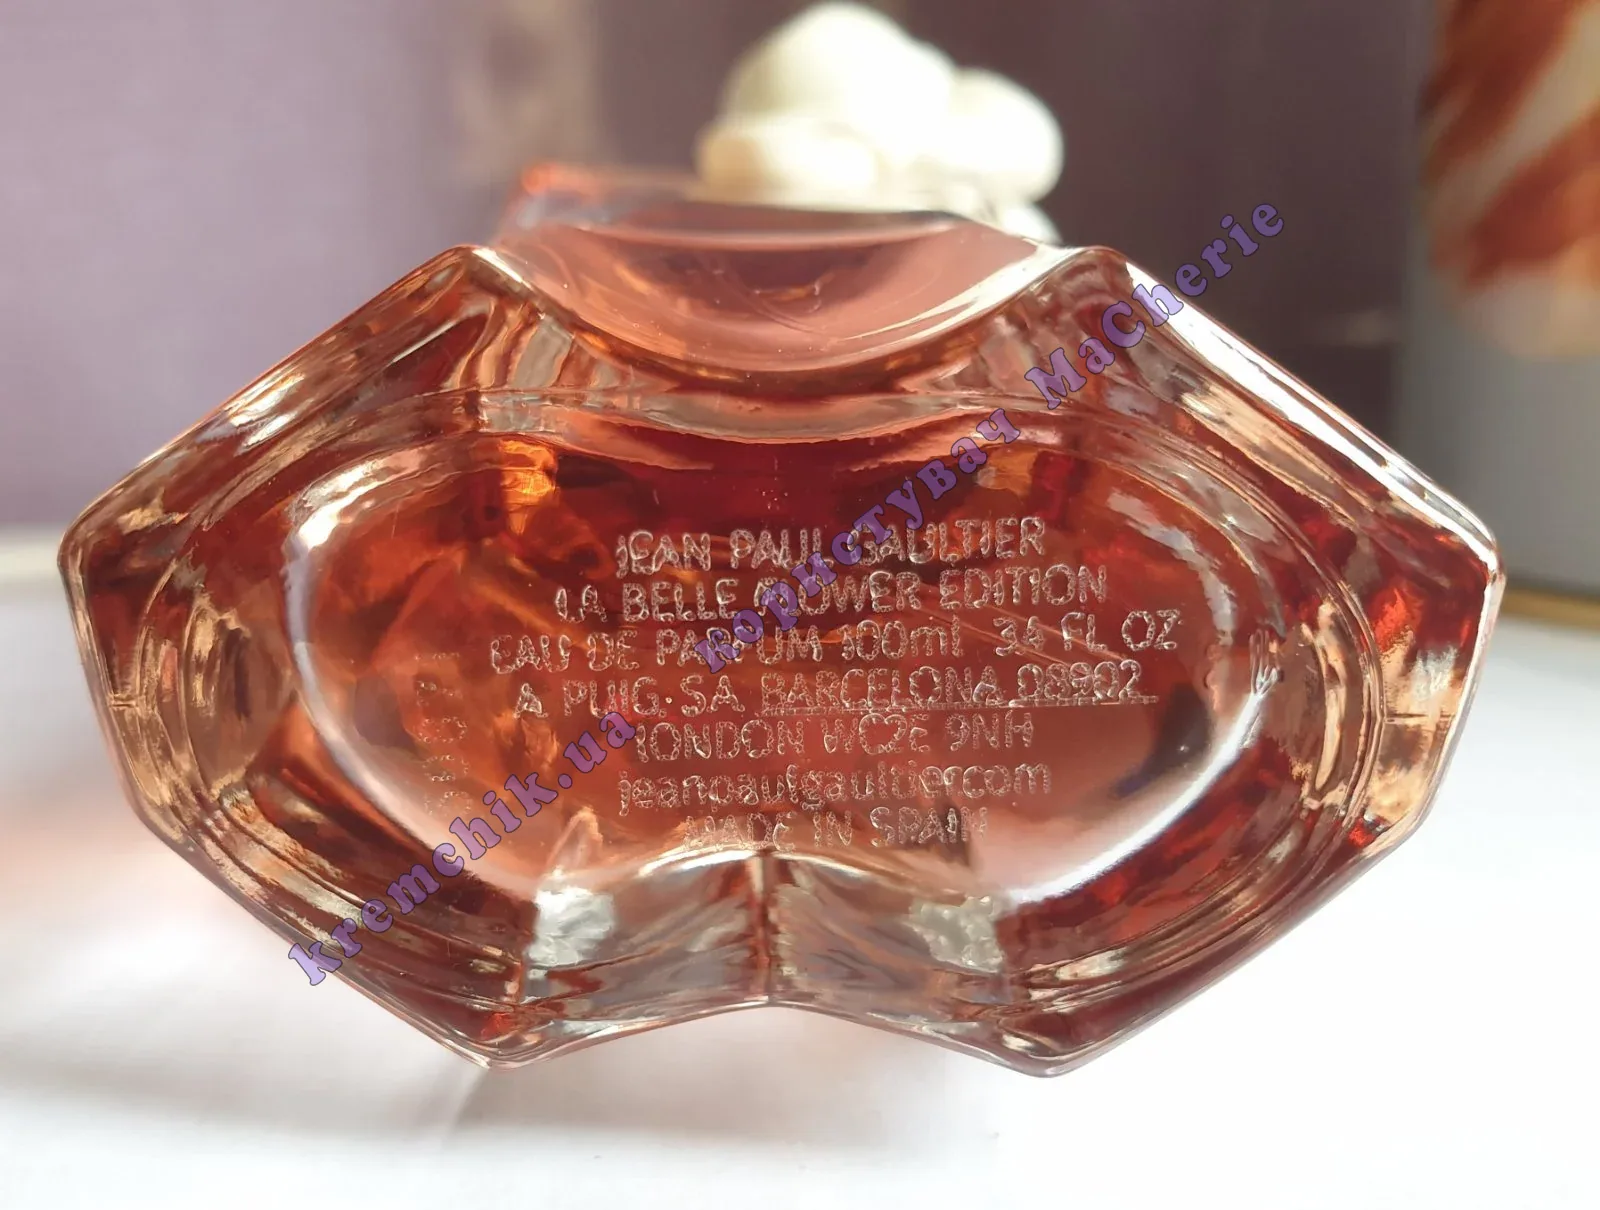 JEAN PAUL GAULTIER
LA BELLE FLOWER EDITION
EAU DE PARFUM 100ml 3.4 FL OZ
A PUIG. SA. BARCELONA 08902
LONDON WC2E 9NH
jeanpaulgaultier.com
MADE IN SPAIN
kremchik.ua користувач MaCherie